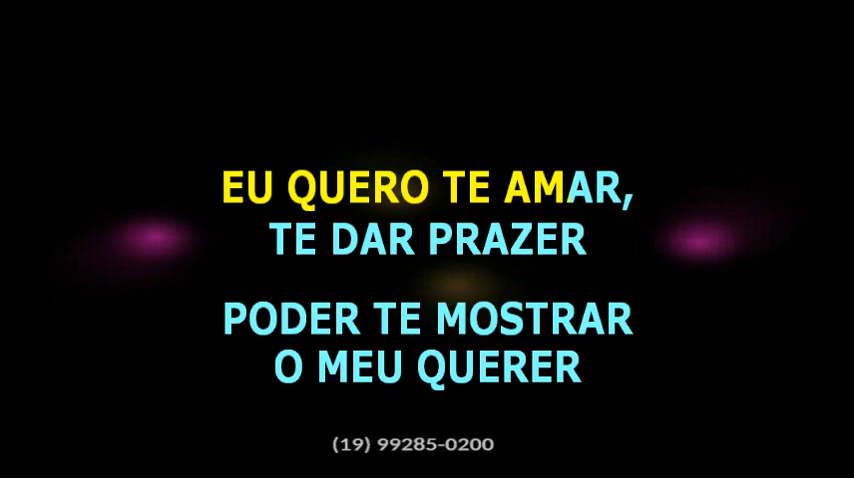 EU QUERO TE AMAR,
TE DAR PRAZER
PODER TE MOSTRAR
O MEU QUERER
(19) 99285-0200